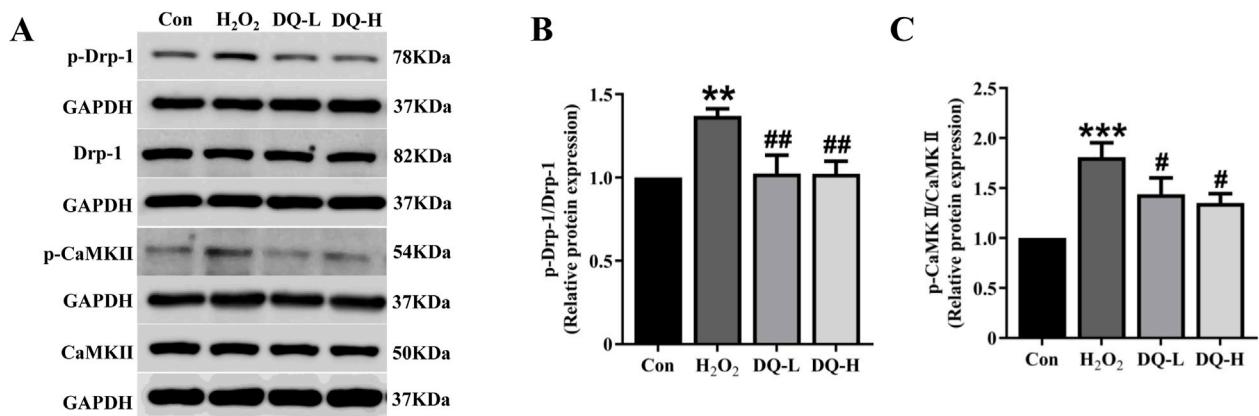 A
Con H₂O₂ DQ-L DQ-H
p-Drp-1 78KDa
GAPDH 37KDa
Drp-1 82KDa
GAPDH 37KDa
p-CaMKII 54KDa
GAPDH 37KDa
CaMKII 50KDa
GAPDH 37KDa
B
p-Drp-1/Drp-1
(Relative protein expression)
1.5
1.0
0.5
0
**
##
##
Con H₂O₂ DQ-L DQ-H
C
p-CaMK II/CaMK II
(Relative protein expression)
2.5
2.0
1.5
1.0
0.5
0
***
#
#
Con H₂O₂ DQ-L DQ-H